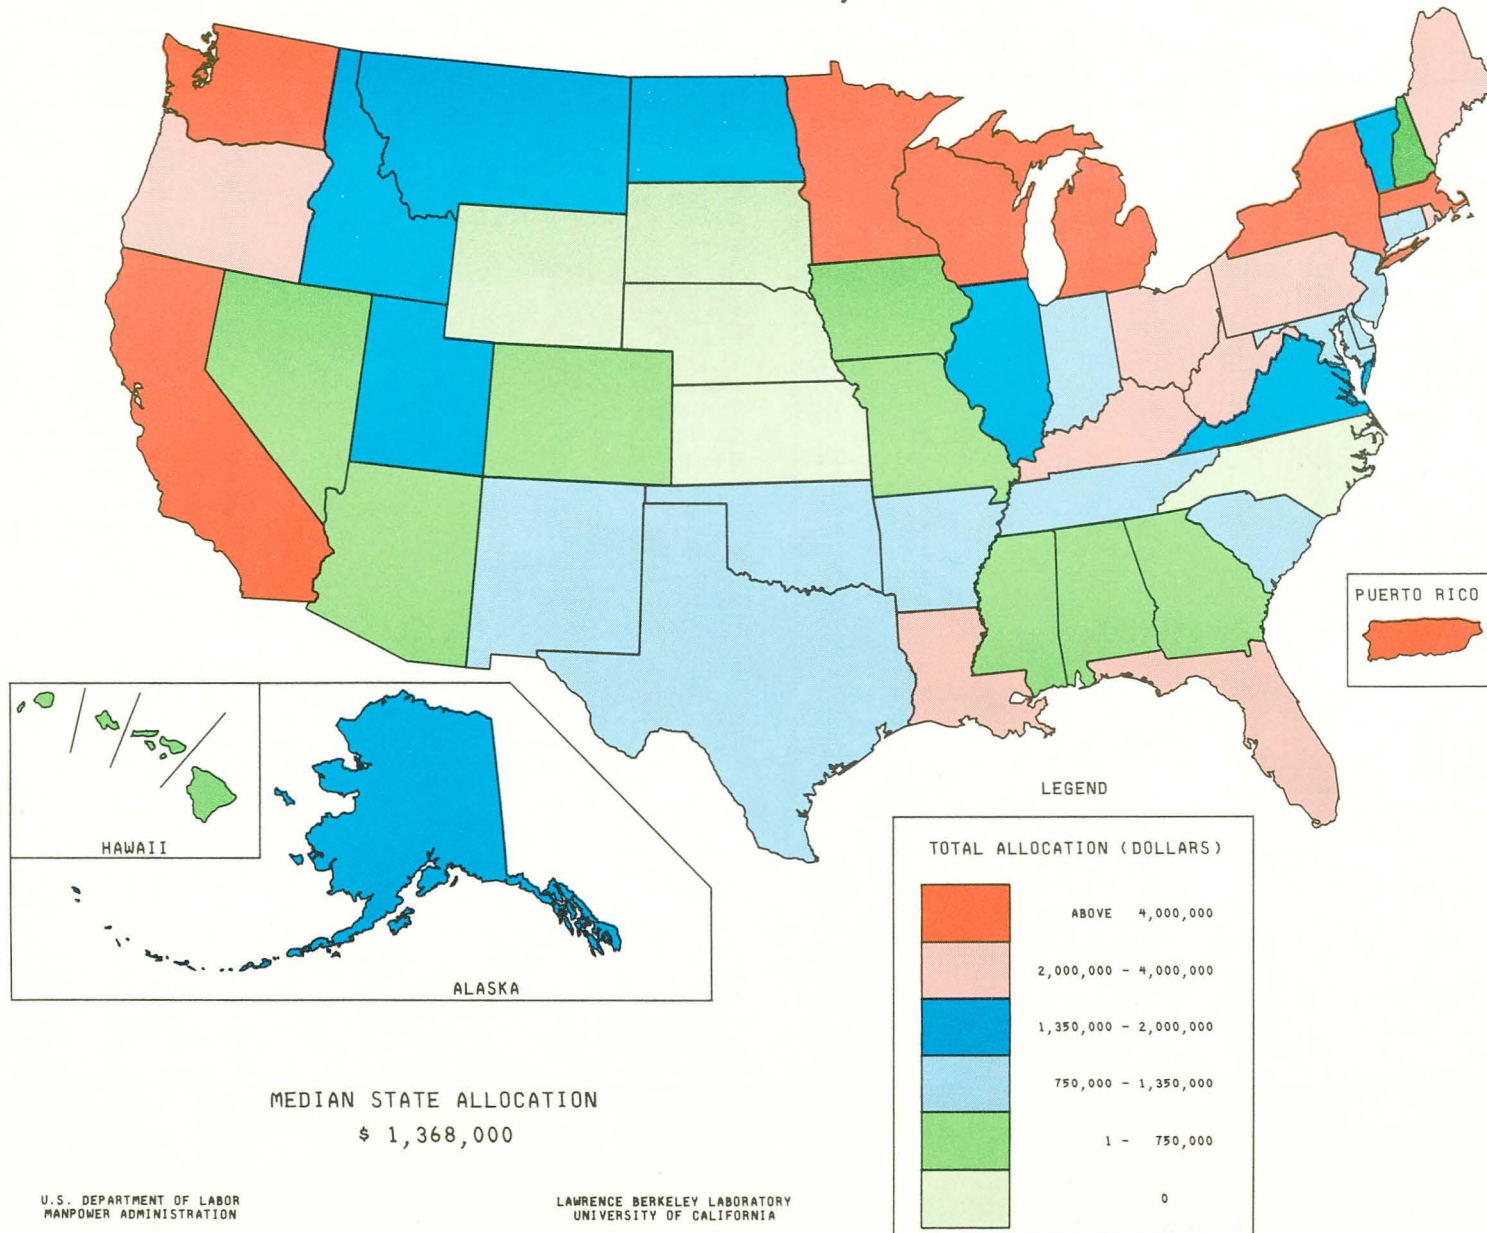 PUERTO RICO
HAWAII
ALASKA
LEGEND
TOTAL ALLOCATION (DOLLARS)
ABOVE 4,000,000
2,000,000 - 4,000,000
1,350,000 - 2,000,000
750,000 - 1,350,000
1 - 750,000
0
MEDIAN STATE ALLOCATION
$ 1,368,000
U.S. DEPARTMENT OF LABOR
MANPOWER ADMINISTRATION
LAWRENCE BERKELEY LABORATORY
UNIVERSITY OF CALIFORNIA